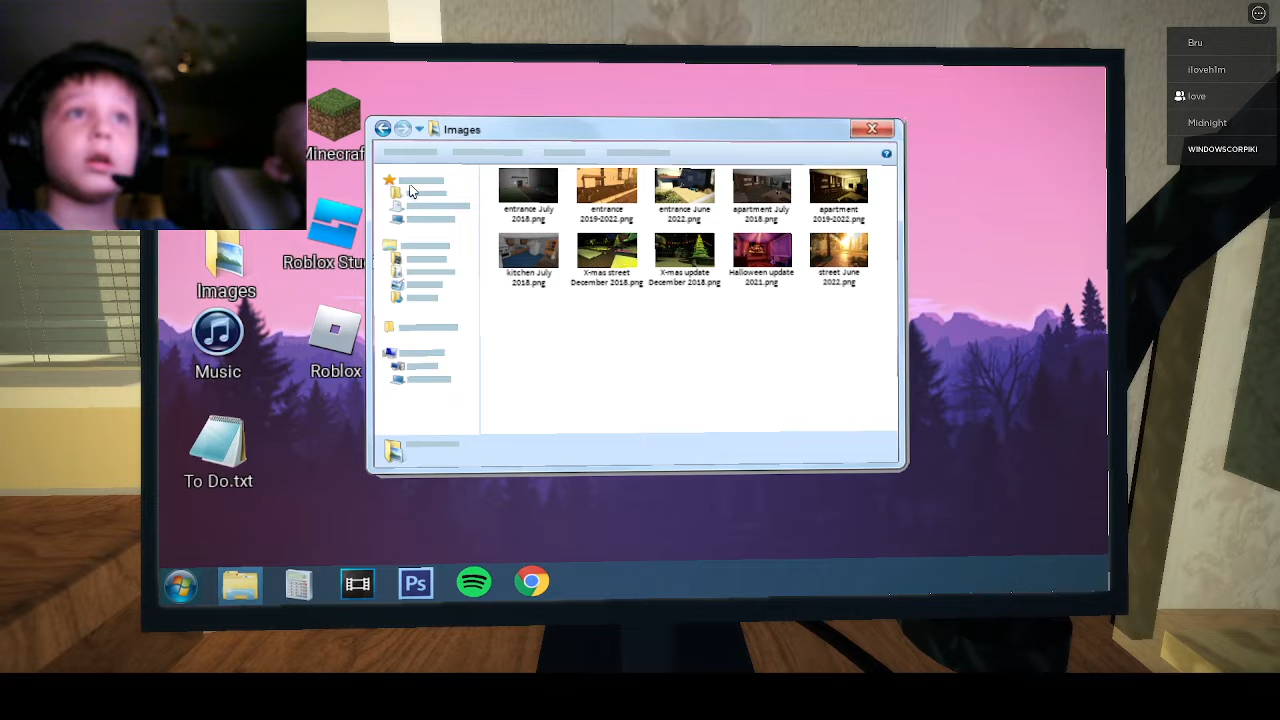 Bru
iloveh1m
love
Midnight
WINDOWSCORPIKI
Images
Minecraf
Roblox Stu
Images
Music
Roblox
To Do.txt
entrance July
2018.png
entrance
2019-2022.png
entrance June
2022.png
apartment July
2018.png
apartment
2019-2022.png
kitchen July
2018.png
X-mas street
December 2018.png
X-mas update
December 2018.png
Halloween update
2021.png
street June
2022.png
Ps